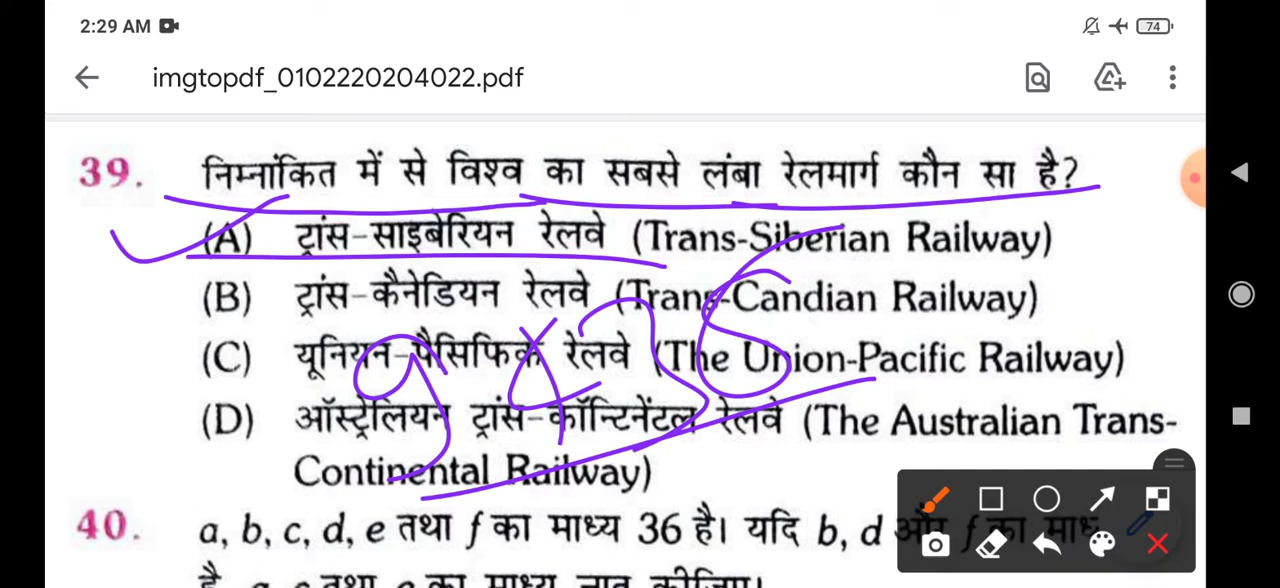 2:29 AM
74
imgtopdf_0102220204022.pdf
39. निम्नांकित में से विश्व का सबसे लंबा रेलमार्ग कौन सा है?
(A) ट्रांस-साइबेरियन रेलवे (Trans-Siberian Railway)
(B) ट्रांस-कैनेडियन रेलवे (Trans-Candian Railway)
(C) यूनियन-पैसिफिक रेलवे (The Union-Pacific Railway)
9438
(D) ऑस्ट्रेलियन ट्रांस-कॉन्टिनेंटल रेलवे (The Australian Trans-
Continental Railway)
40. a, b, c, d, e तथा f का माध्य 36 है। यदि b, d और f का